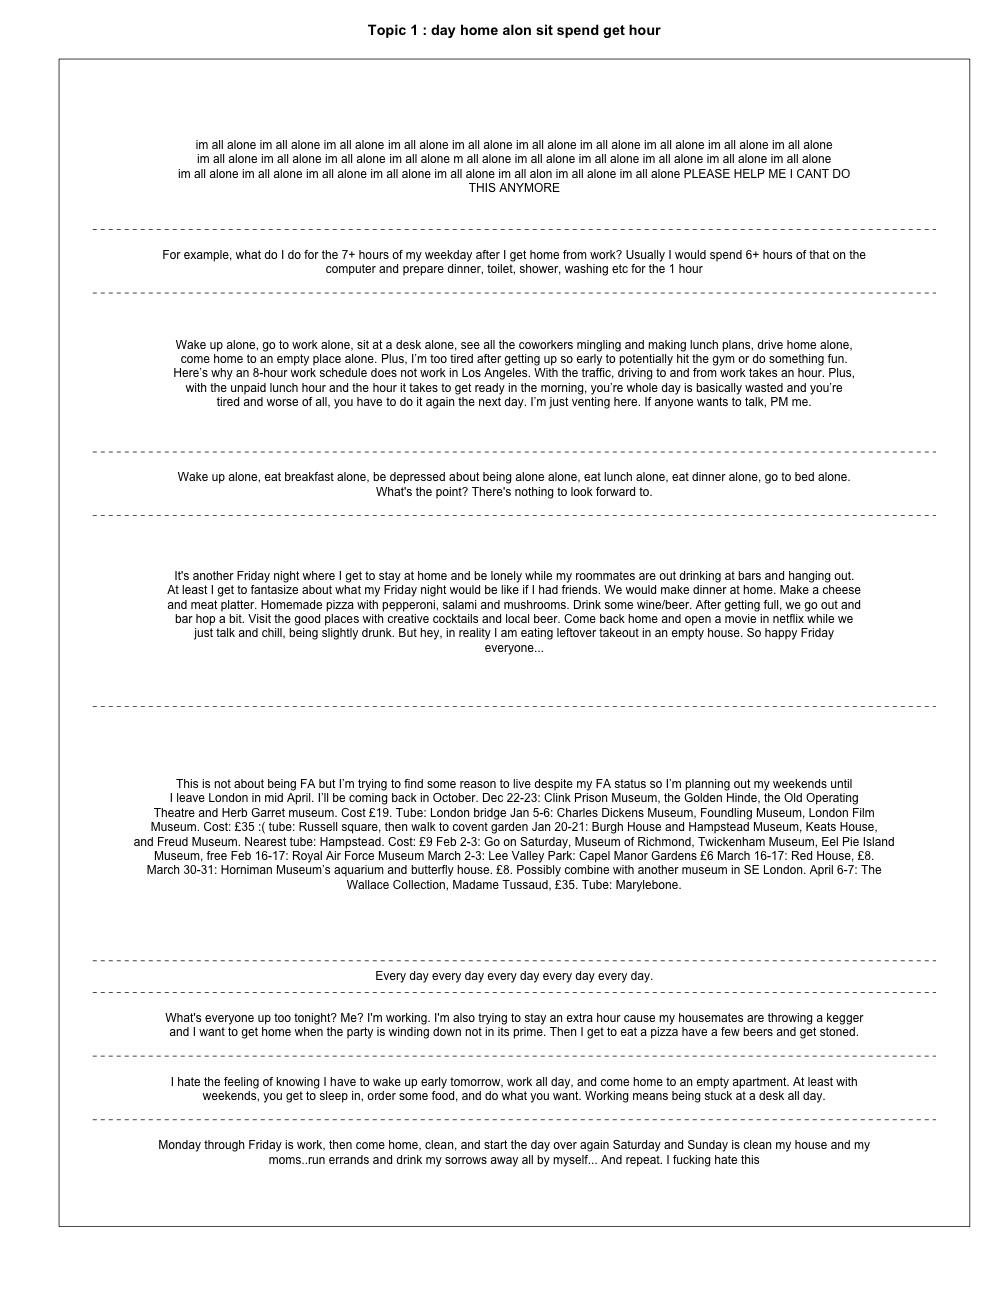 Topic 1 : day home alon sit spend get hour
im all alone im all alone im all alone im all alone im all alone im all alone im all alone im all alone im all alone im all alone
im all alone im all alone im all alone im all alone m all alone im all alone im all alone im all alone im all alone im all alone
im all alone im all alone im all alone im all alone im all alone im all alon im all alone im all alone PLEASE HELP ME I CANT DO
THIS ANYMORE
For example, what do I do for the 7+ hours of my weekday after I get home from work? Usually I would spend 6+ hours of that on the
computer and prepare dinner, toilet, shower, washing etc for the 1 hour
Wake up alone, go to work alone, sit at a desk alone, see all the coworkers mingling and making lunch plans, drive home alone,
come home to an empty place alone. Plus, I’m too tired after getting up so early to potentially hit the gym or do something fun.
Here’s why an 8-hour work schedule does not work in Los Angeles. With the traffic, driving to and from work takes an hour. Plus,
with the unpaid lunch hour and the hour it takes to get ready in the morning, you’re whole day is basically wasted and you’re
tired and worse of all, you have to do it again the next day. I’m just venting here. If anyone wants to talk, PM me.
Wake up alone, eat breakfast alone, be depressed about being alone alone, eat lunch alone, eat dinner alone, go to bed alone.
What's the point? There's nothing to look forward to.
It's another Friday night where I get to stay at home and be lonely while my roommates are out drinking at bars and hanging out.
At least I get to fantasize about what my Friday night would be like if I had friends. We would make dinner at home. Make a cheese
and meat platter. Homemade pizza with pepperoni, salami and mushrooms. Drink some wine/beer. After getting full, we go out and
bar hop a bit. Visit the good places with creative cocktails and local beer. Come back home and open a movie in netflix while we
just talk and chill, being slightly drunk. But hey, in reality I am eating leftover takeout in an empty house. So happy Friday
everyone...
This is not about being FA but I’m trying to find some reason to live despite my FA status so I’m planning out my weekends until
I leave London in mid April. I’ll be coming back in October. Dec 22-23: Clink Prison Museum, the Golden Hinde, the Old Operating
Theatre and Herb Garret museum. Cost £19. Tube: London bridge Jan 5-6: Charles Dickens Museum, Foundling Museum, London Film
Museum. Cost: £35 :( tube: Russell square, then walk to covent garden Jan 20-21: Burgh House and Hampstead Museum, Keats House,
and Freud Museum. Nearest tube: Hampstead. Cost: £9 Feb 2-3: Go on Saturday, Museum of Richmond, Twickenham Museum, Eel Pie Island
Museum, free Feb 16-17: Royal Air Force Museum March 2-3: Lee Valley Park: Capel Manor Gardens £6 March 16-17: Red House, £8.
March 30-31: Horniman Museum’s aquarium and butterfly house. £8. Possibly combine with another museum in SE London. April 6-7: The
Wallace Collection, Madame Tussaud, £35. Tube: Marylebone.
Every day every day every day every day every day.
What's everyone up too tonight? Me? I'm working. I'm also trying to stay an extra hour cause my housemates are throwing a kegger
and I want to get home when the party is winding down not in its prime. Then I get to eat a pizza have a few beers and get stoned.
I hate the feeling of knowing I have to wake up early tomorrow, work all day, and come home to an empty apartment. At least with
weekends, you get to sleep in, order some food, and do what you want. Working means being stuck at a desk all day.
Monday through Friday is work, then come home, clean, and start the day over again Saturday and Sunday is clean my house and my
moms..run errands and drink my sorrows away all by myself... And repeat. I fucking hate this